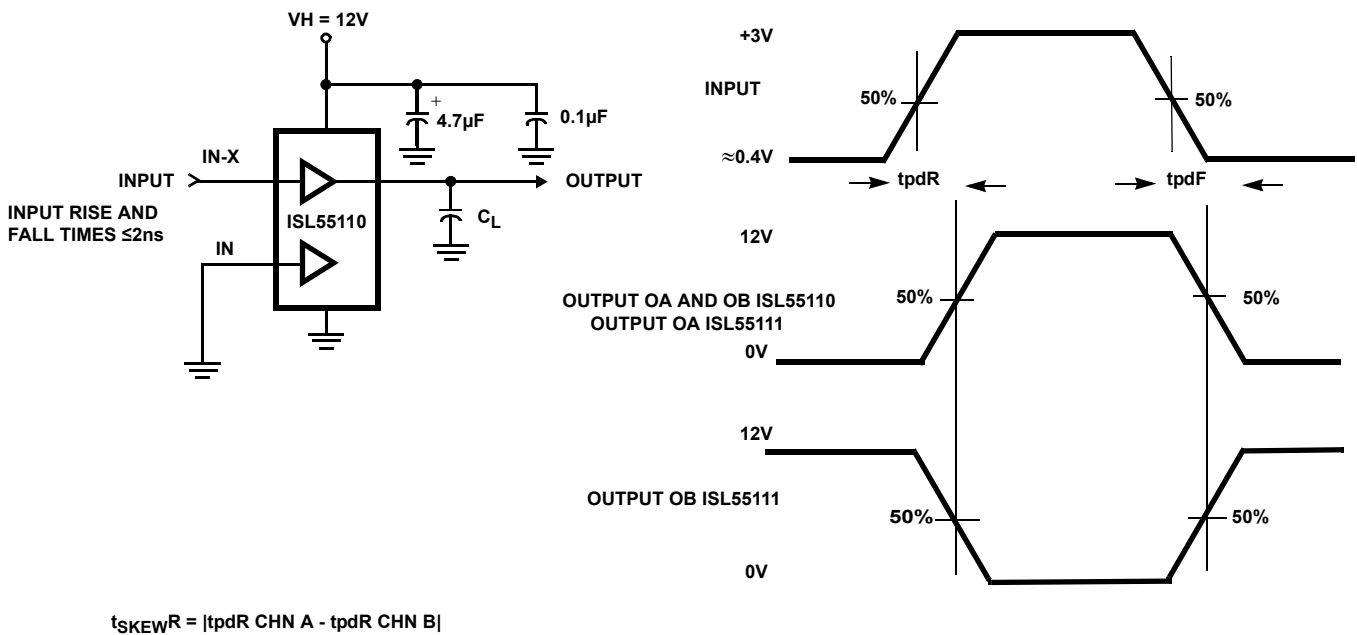 VH = 12V
+
4.7µF
0.1µF
IN-X
INPUT
OUTPUT
INPUT RISE AND
FALL TIMES ≤2ns
ISL55110
CL
IN
+3V
INPUT
50%
50%
≈0.4V
tpdR
tpdF
12V
50%
50%
OUTPUT OA AND OB ISL55110
OUTPUT OA ISL55111
0V
12V
OUTPUT OB ISL55111
50%
50%
0V
tSKEWR = |tpdR CHN A - tpdR CHN B|